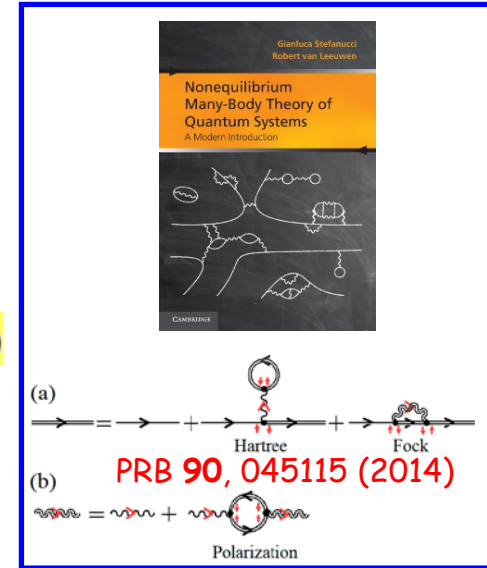 Gianluca Stefanucci
Robert van Leeuwen
Nonequilibrium
Many-Body Theory of
Quantum Systems
A Modern Introduction
CAMBRIDGE
)
(a)
= + +
Hartree Fock
PRB 90, 045115 (2014)
(b)
= +
Polarization